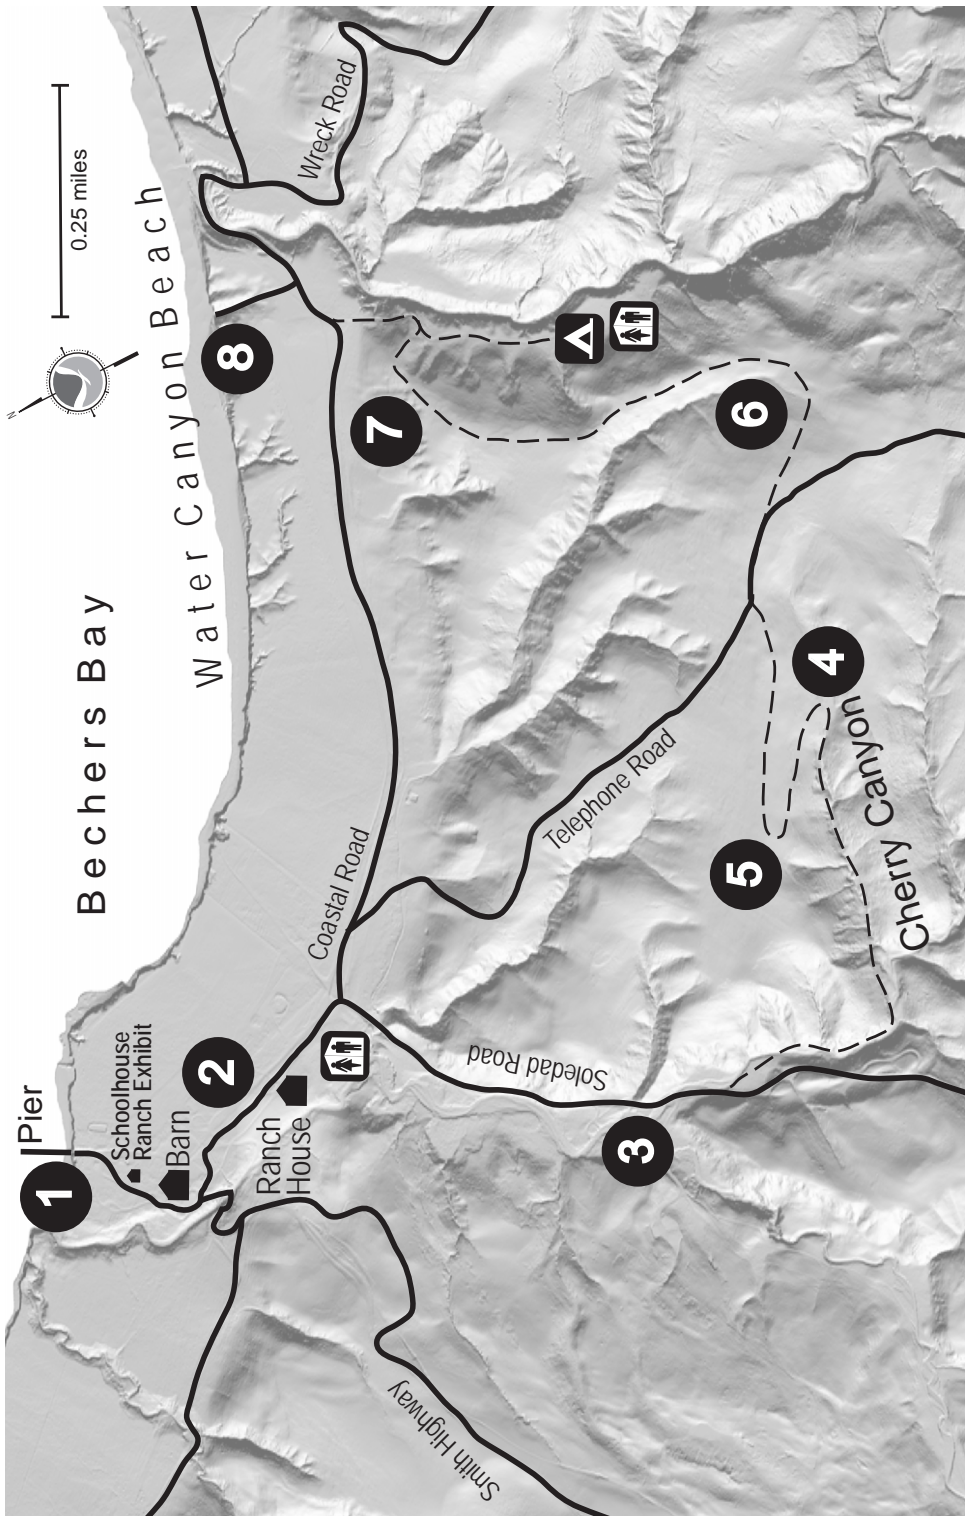 Pier
1
Schoolhouse
Ranch Exhibit
Barn
2
Ranch
House
Bechers Bay
Water Canyon Beach
N
0.25 miles
Coastal Road
Wreck Road
8
7
6
Telephone Road
Soledad Road
3
4
5
Cherry Canyon
Smith Highway